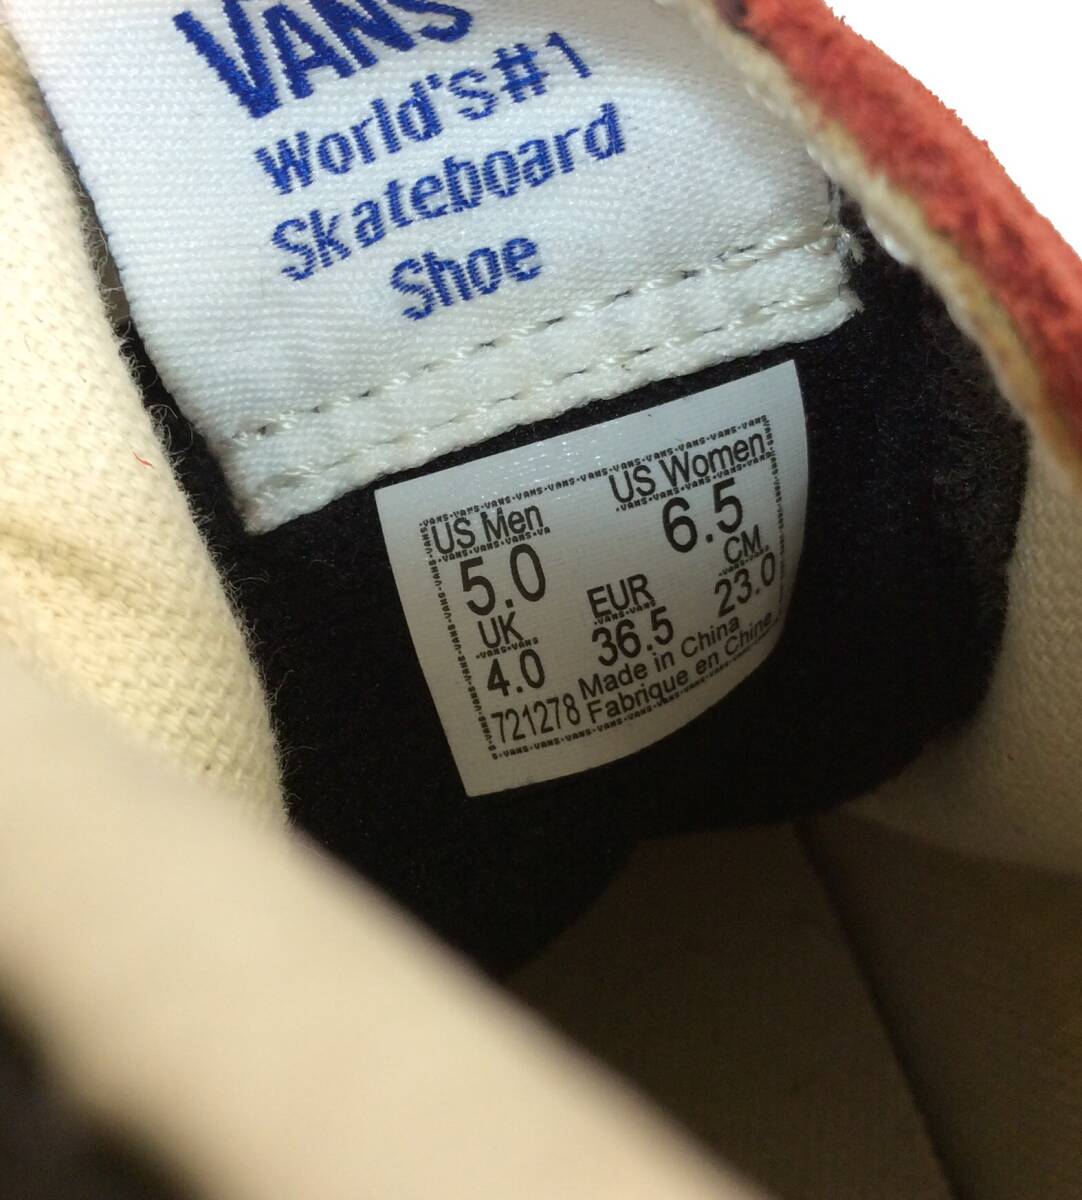 VANS
World's #1
Skateboard
Shoe
US Men US Women
5.0 6.5
UK EUR CM
4.0 36.5 23.0
721278 Made in China
Fabrique en Chine